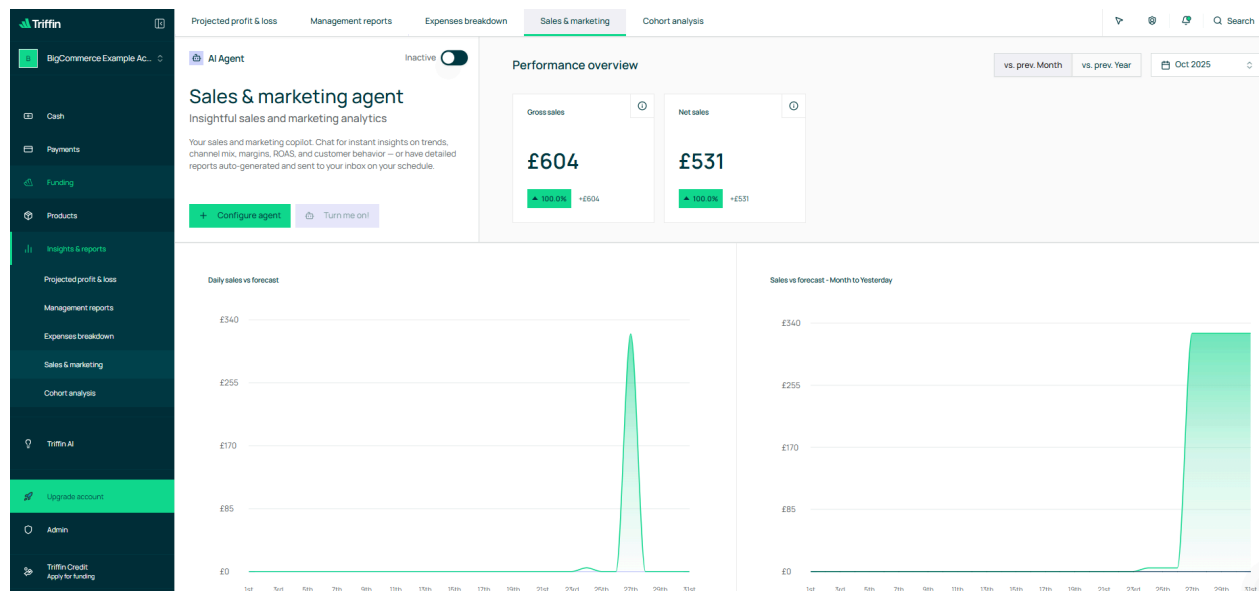 Triffin
BigCommerce Example Ac..
Cash
Payments
Funding
Products
Insights & reports
Projected profit & loss
Management reports
Expenses breakdown
Sales & marketing
Cohort analysis
Triffin AI
Upgrade account
Admin
Triffin Credit
Apply for funding
Projected profit & loss
Management reports
Expenses breakdown
Sales & marketing
Cohort analysis
Search
AI Agent
Inactive
Sales & marketing agent
Insightful sales and marketing analytics
Your sales and marketing copilot. Chat for instant insights on trends,
channel mix, margins, ROAS, and customer behavior — or have detailed
reports auto-generated and sent to your inbox on your schedule.
+ Configure agent
Turn me on!
Performance overview
vs. prev. Month
vs. prev. Year
Oct 2025
Gross sales
£604
100.0%
+£604
Net sales
£531
100.0%
+£531
Daily sales vs forecast
£340
£255
£170
£85
£0
1st 3rd 5th 7th 9th 11th 13th 15th 17th 19th 21st 23rd 25th 27th 29th 31st
Sales vs forecast - Month to Yesterday
£340
£255
£170
£85
£0
1st 3rd 5th 7th 9th 11th 13th 15th 17th 19th 21st 23rd 25th 27th 29th 31st